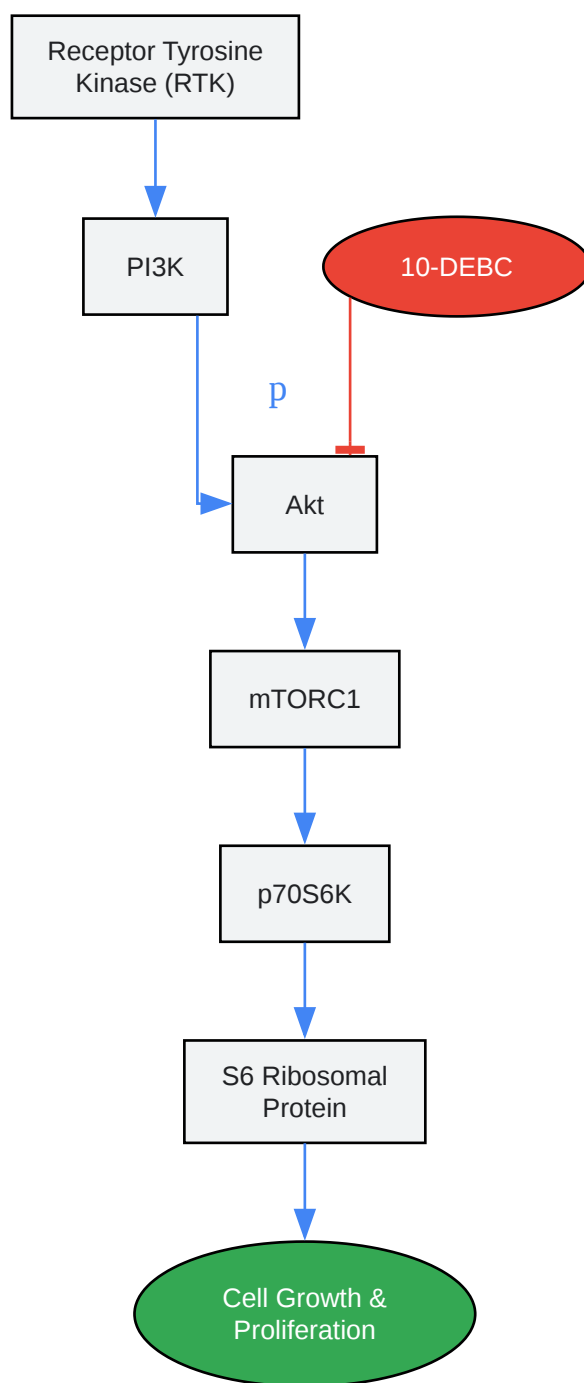 Receptor Tyrosine
Kinase (RTK)
PI3K
10-DEBC
p
Akt
mTORC1
p70S6K
S6 Ribosomal
Protein
Cell Growth &
Proliferation